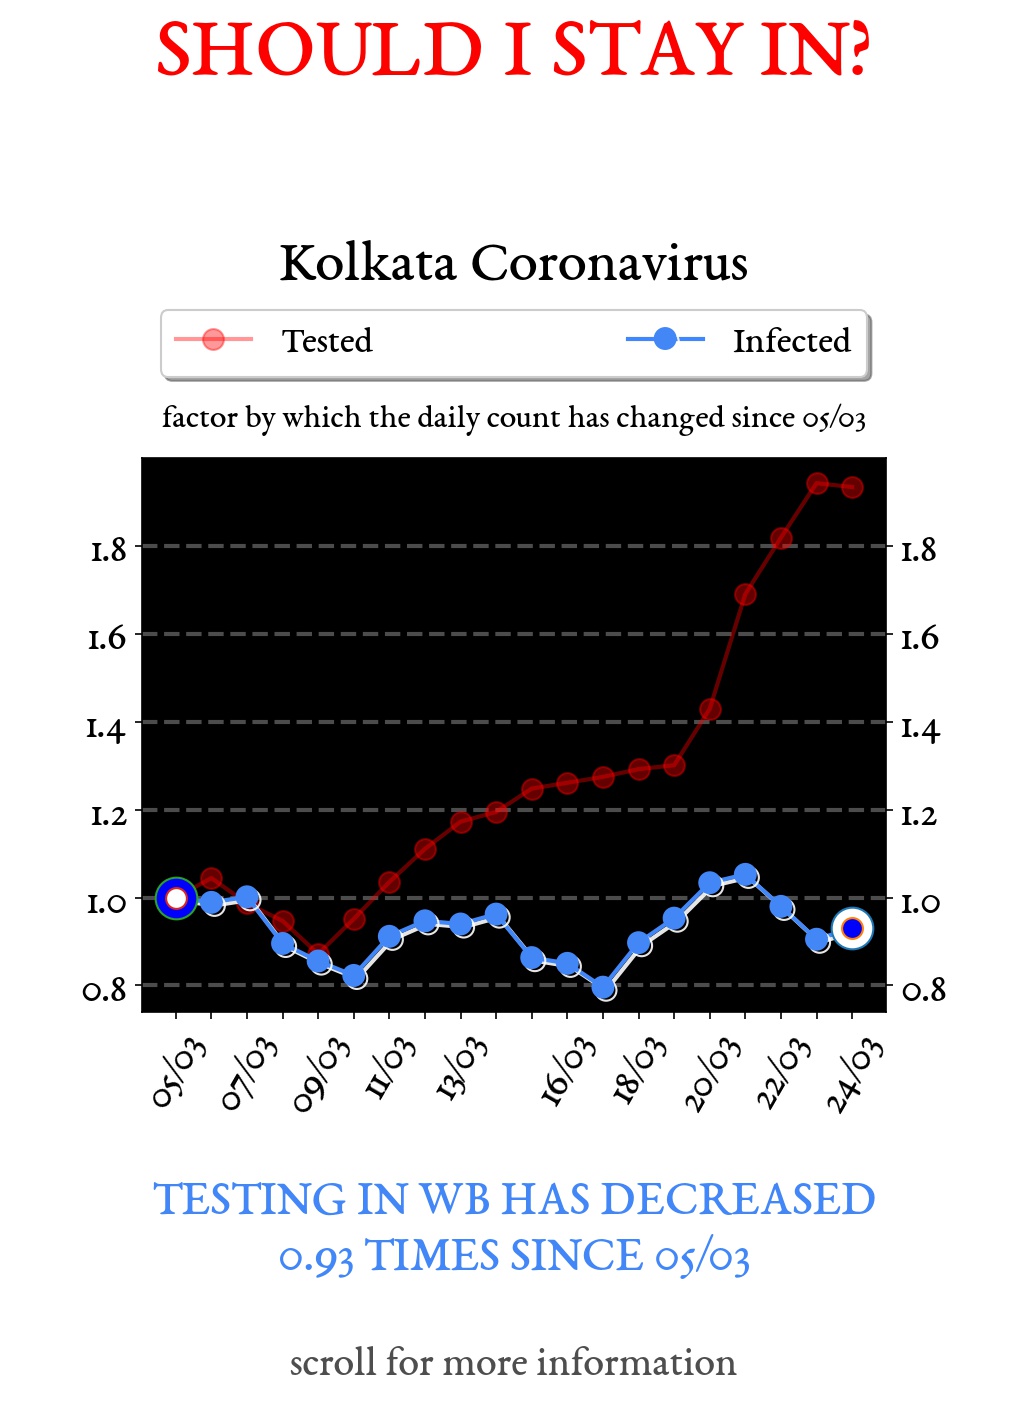 SHOULD I STAY IN?
Kolkata Coronavirus
Tested Infected
factor by which the daily count has changed since 05/03
1.8 1.8
1.6 1.6
1.4 1.4
1.2 1.2
1.0 1.0
0.8 0.8
05/03 07/03 09/03 11/03 13/03 16/03 18/03 20/03 22/03 24/03
TESTING IN WB HAS DECREASED
0.93 TIMES SINCE 05/03
scroll for more information